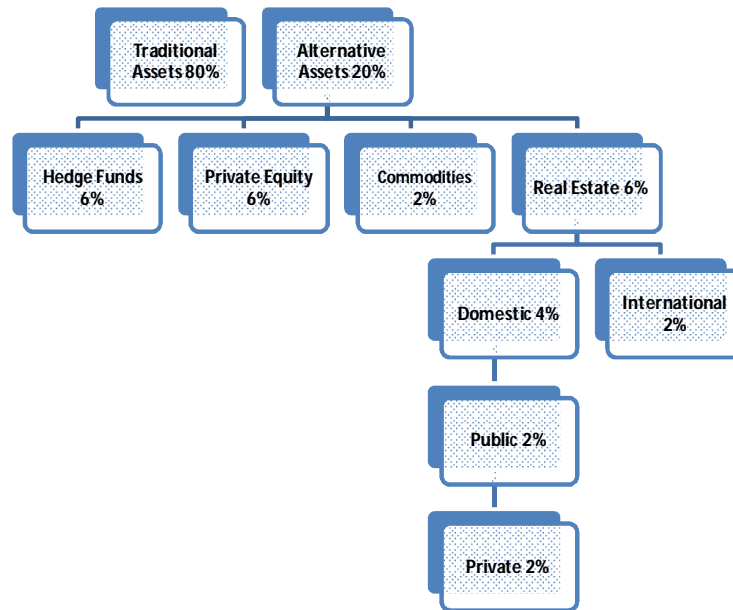 Traditional
Assets 80%
Alternative
Assets 20%
Hedge Funds
6%
Private Equity
6%
Commodities
2%
Real Estate 6%
Domestic 4%
International
2%
Public 2%
Private 2%